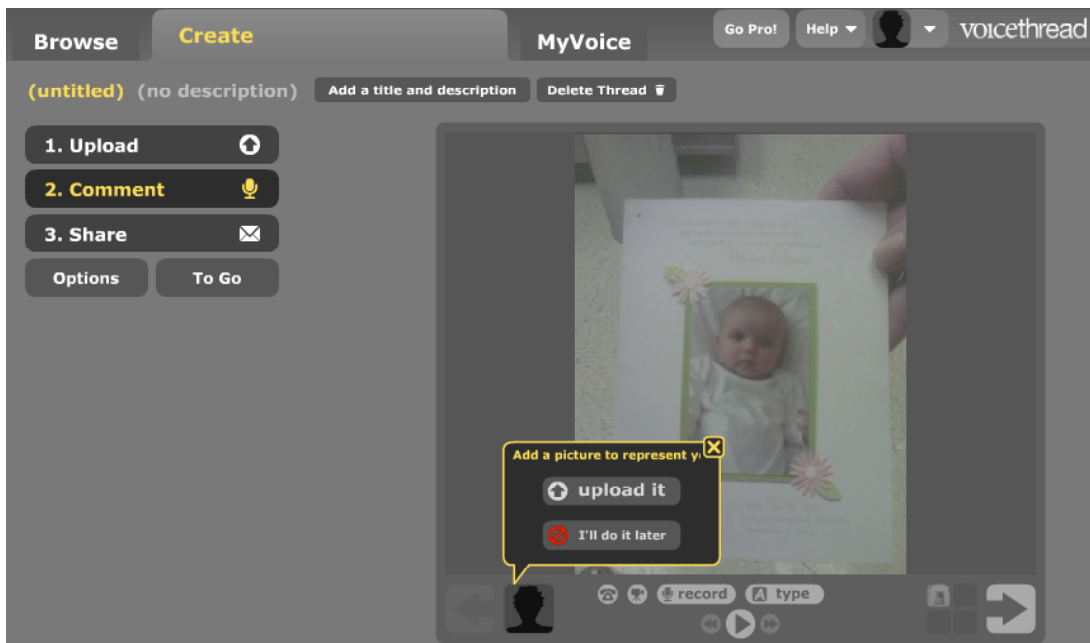 Browse
Create
MyVoice
Go Pro!
Help
voicethread
(untitled) (no description)
Add a title and description
Delete Thread
1. Upload
2. Comment
3. Share
Options
To Go
Add a picture to represent y
upload it
I'll do it later
record
A type